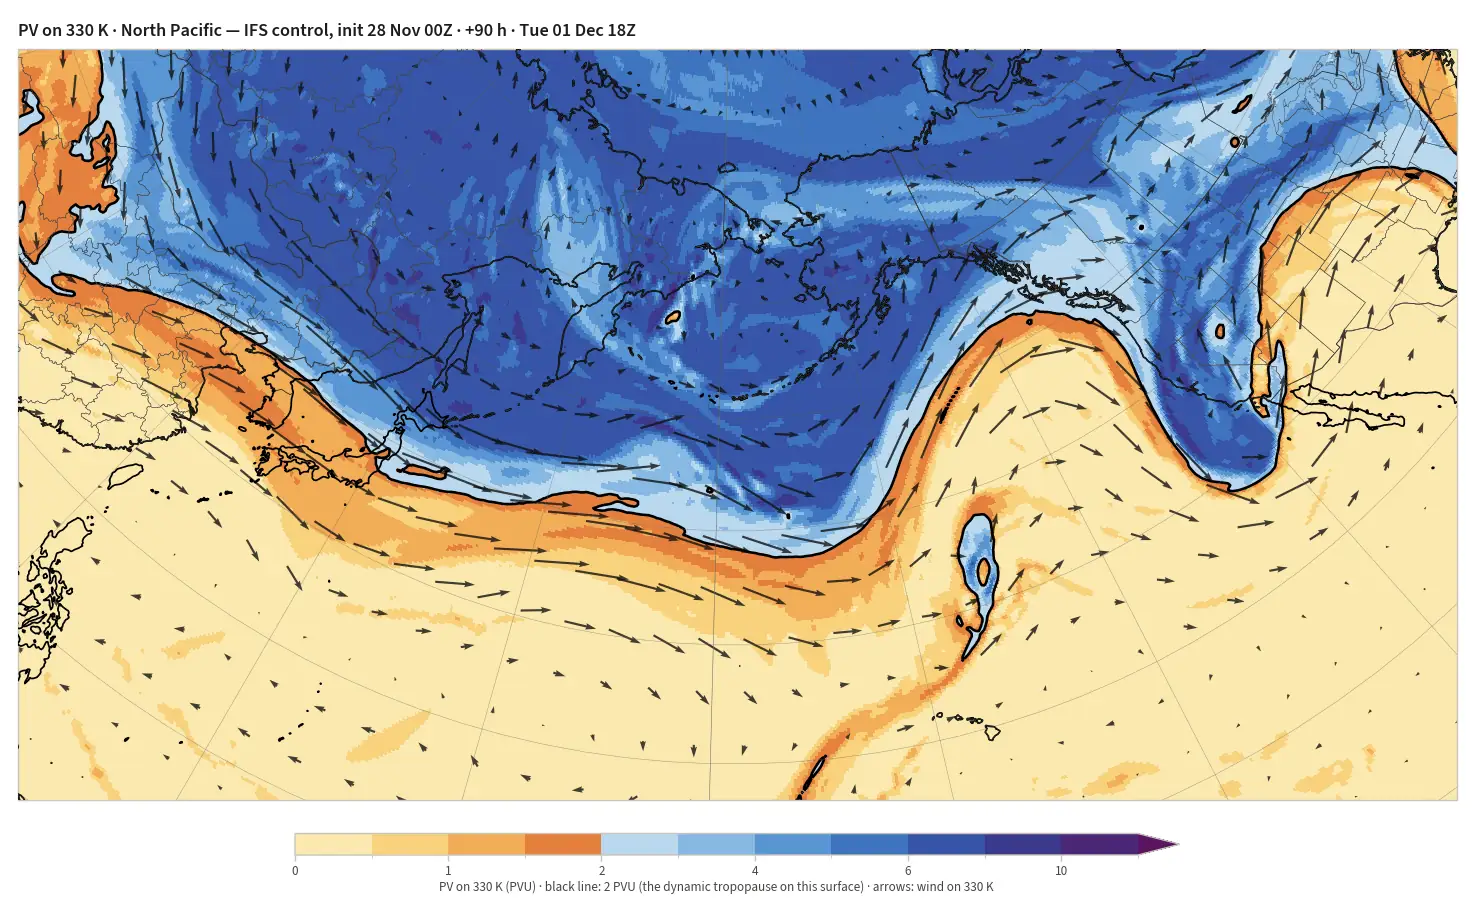 PV on 330 K · North Pacific — IFS control, init 28 Nov 00Z · +90 h · Tue 01 Dec 18Z
0 1 2 4 6 10
PV on 330 K (PVU) · black line: 2 PVU (the dynamic tropopause on this surface) · arrows: wind on 330 K